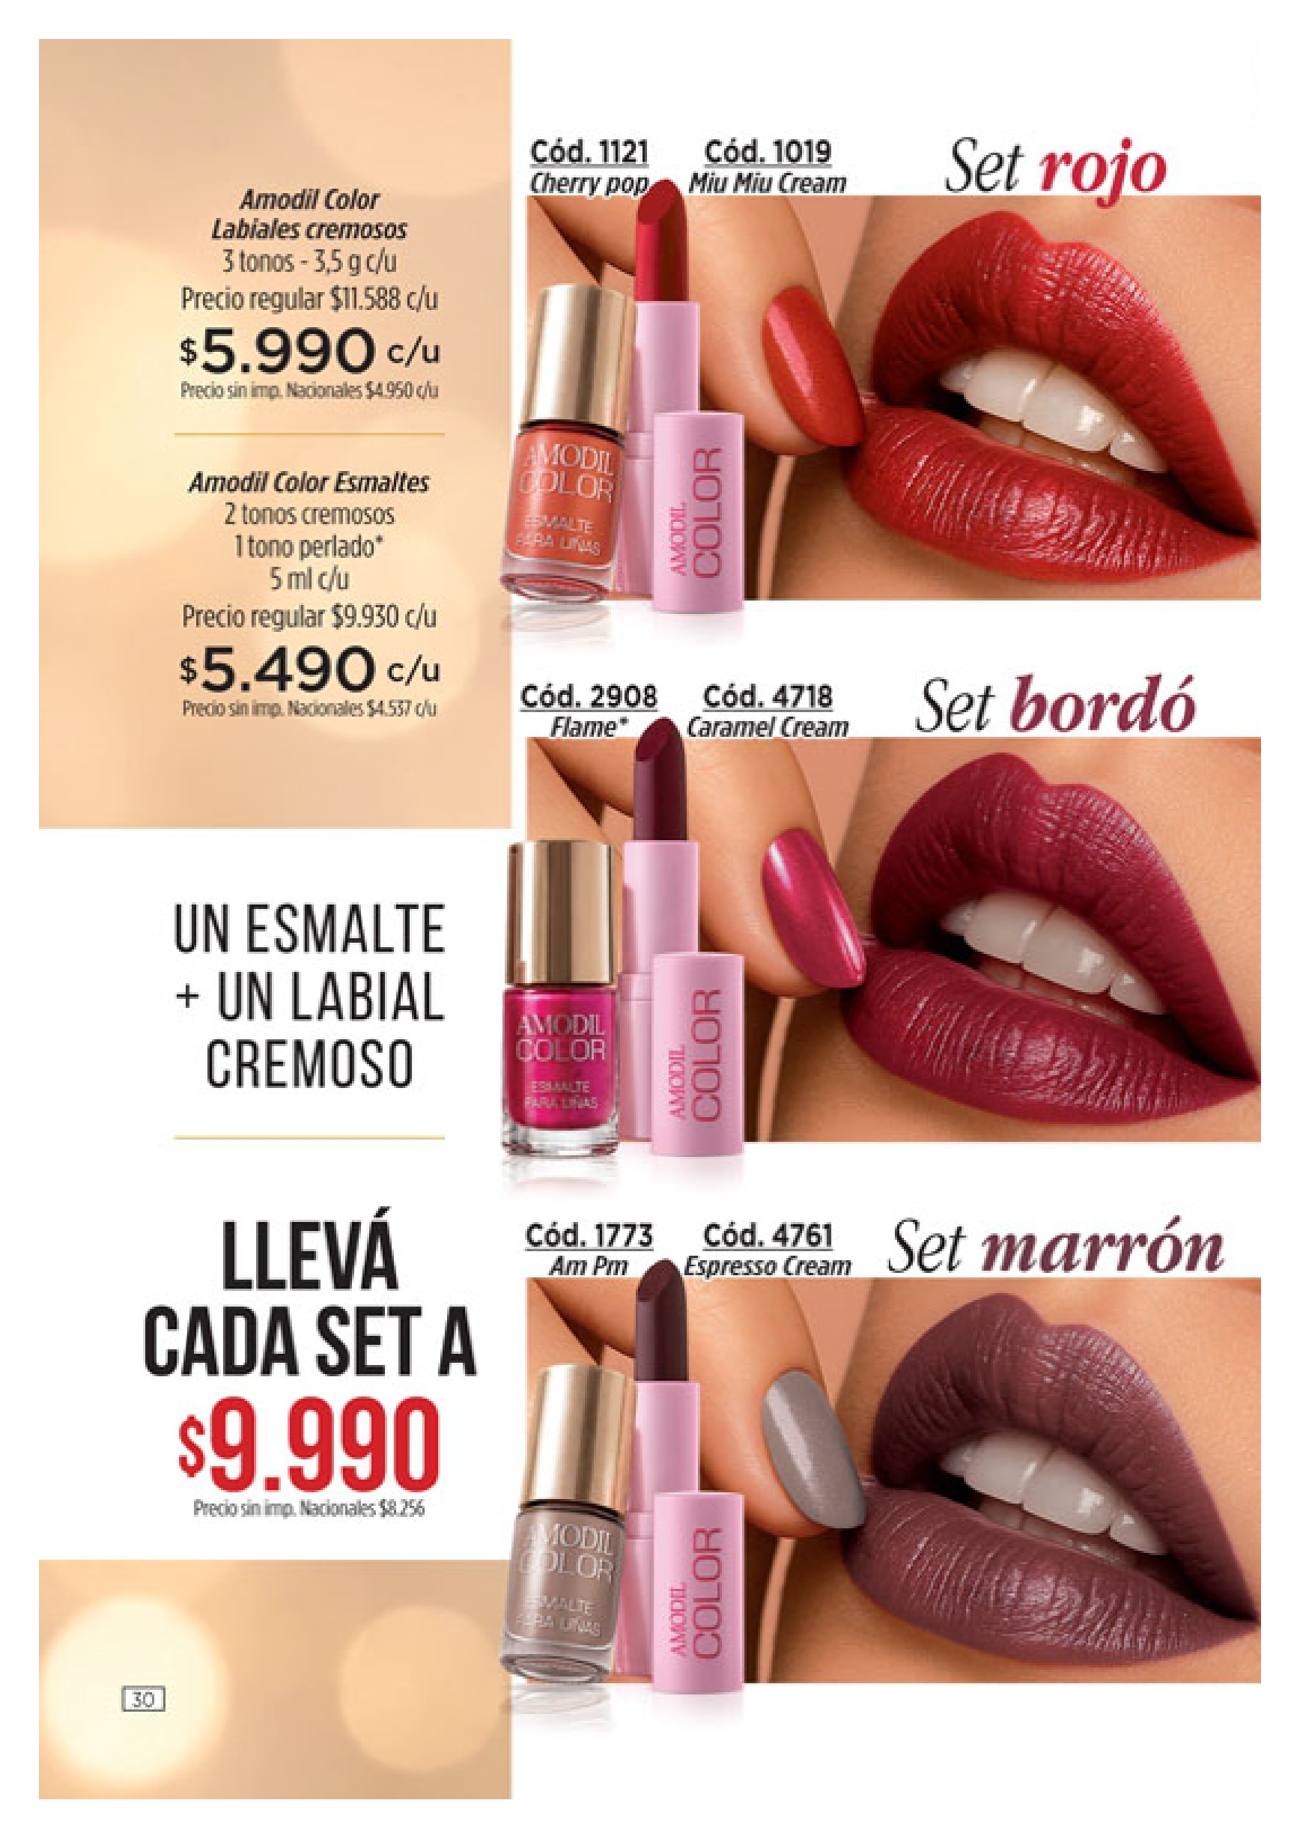 Amodil Color
Labiales cremosos
3 tonos - 3,5 g c/u
Precio regular $11.588 c/u
$5.990 c/u
Precio sin imp. Nacionales $4.950 c/u
Amodil Color Esmaltes
2 tonos cremosos
1 tono perlado*
5 ml c/u
Precio regular $9.930 c/u
$5.490 c/u
Precio sin imp. Nacionales $4.537 c/u
UN ESMALTE
+ UN LABIAL
CREMOSO
LLEVÁ
CADA SET A
$9.990
Precio sin imp. Nacionales $8.256
30
Cód. 1121
Cherry pop
Cód. 1019
Miu Miu Cream
Set rojo
AMODIL
COLOR
ESMALTE
PARA UÑAS
AMODIL
COLOR
Cód. 2908
Flame*
Cód. 4718
Caramel Cream
Set bordó
AMODIL
COLOR
ESMALTE
PARA UÑAS
AMODIL
COLOR
Cód. 1773
Am Pm
Cód. 4761
Espresso Cream
Set marrón
AMODIL
COLOR
ESMALTE
PARA UÑAS
AMODIL
COLOR